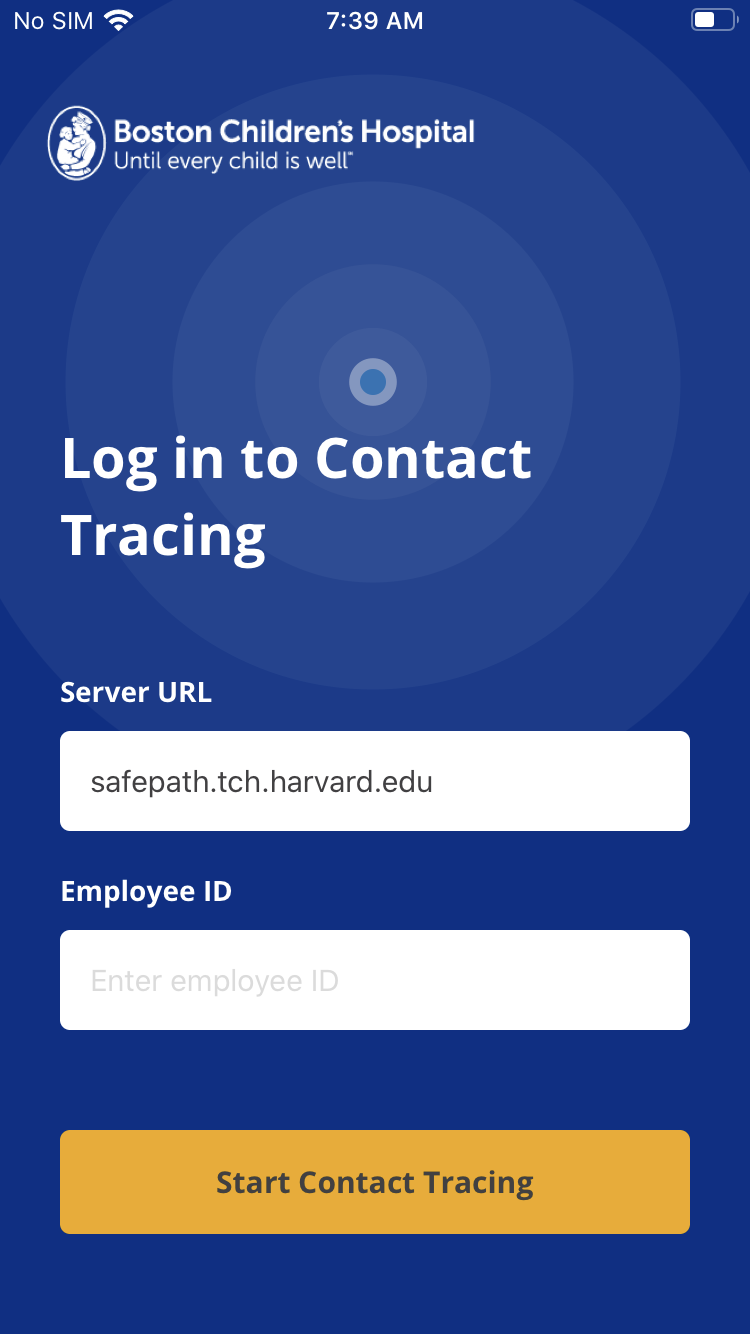 No SIM 7:39 AM
Boston Children's Hospital
Until every child is well™
Log in to Contact
Tracing
Server URL
safepath.tch.harvard.edu
Employee ID
Enter employee ID
Start Contact Tracing